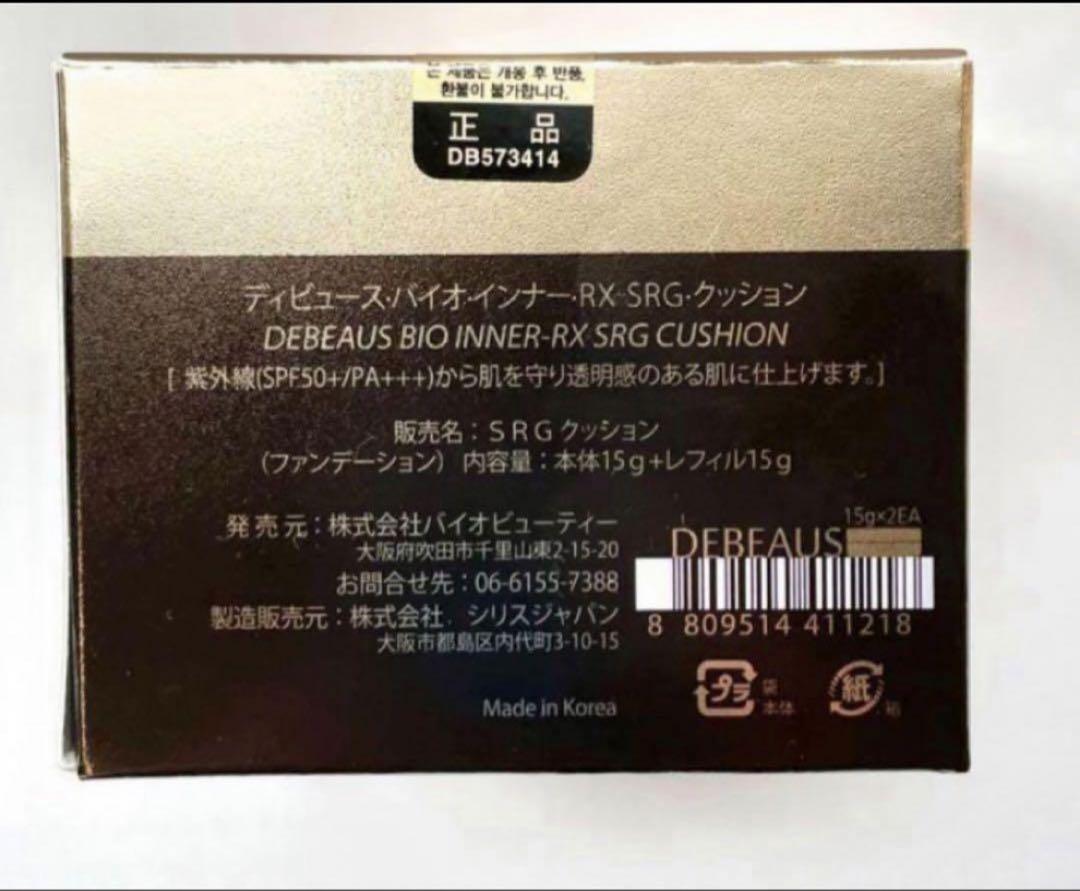 본 제품은 개봉 후 반품,
환불이 불가합니다.
正 品
DB573414
ディビュース·バイオ·インナー·RX·SRG·クッション
DEBEAUS BIO INNER-RX SRG CUSHION
[ 紫外線(SPF50+/PA+++)から肌を守り透明感のある肌に仕上げます。]
販売名：ＳＲＧクッション
（ファンデーション） 内容量：本体15g+レフィル15g
発売元：株式会社バイオビューティー
大阪府吹田市千里山東2-15-20
お問合せ先：06-6155-7388
製造販売元：株式会社．シリスジャパン
大阪市都島区内代町3-10-15
Made in Korea
15g×2EA
DEBEAUS
8 809514 411218
プラ 袋
本体
紙 箱